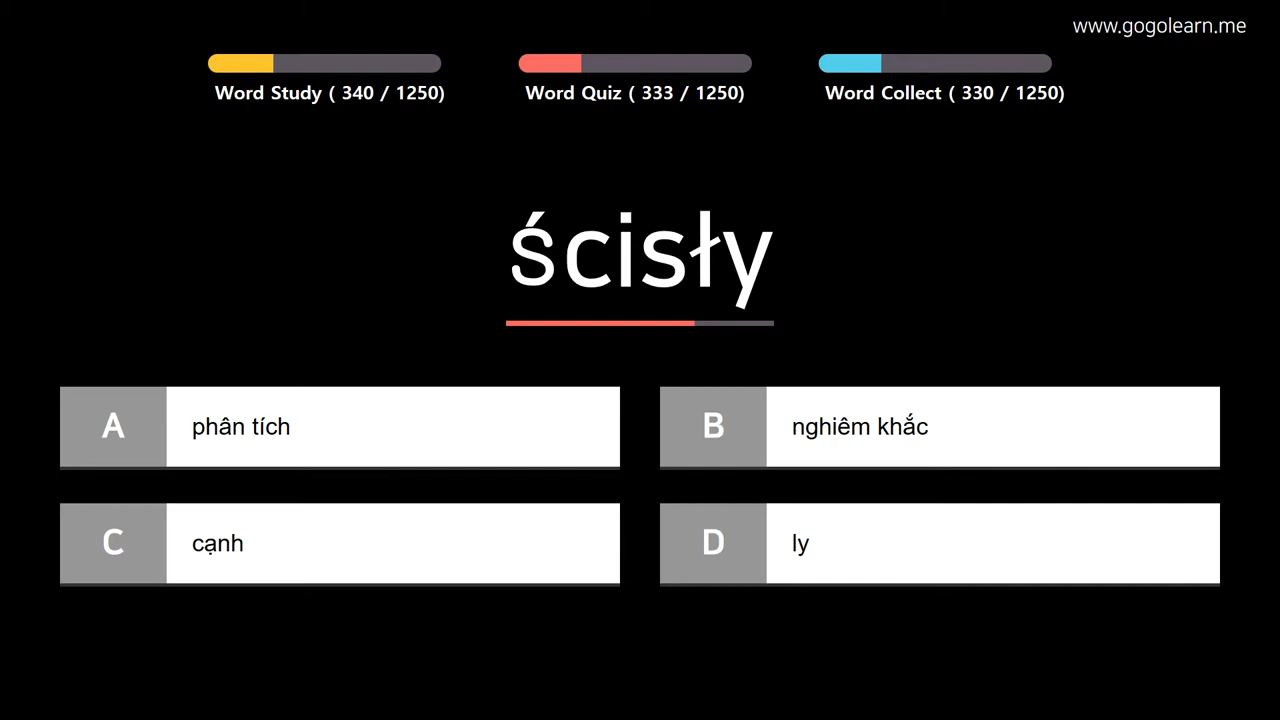 www.gogolearn.me
Word Study ( 340 / 1250)
Word Quiz ( 333 / 1250)
Word Collect ( 330 / 1250)
ścisły
A phân tích
B nghiêm khắc
C cạnh
D ly